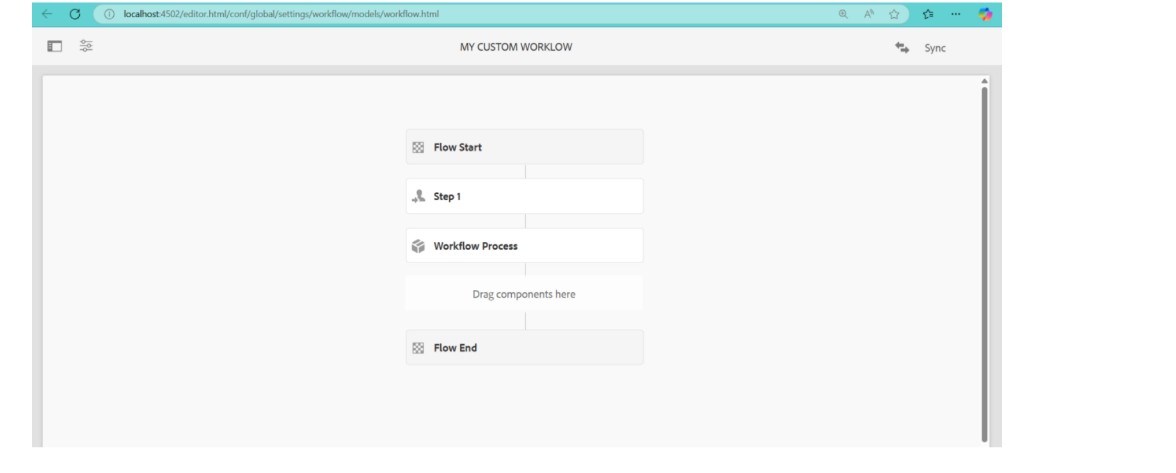 localhost:4502/editor.html/conf/global/settings/workflow/models/workflow.html
MY CUSTOM WORKLOW
Sync
Flow Start
Step 1
Workflow Process
Drag components here
Flow End